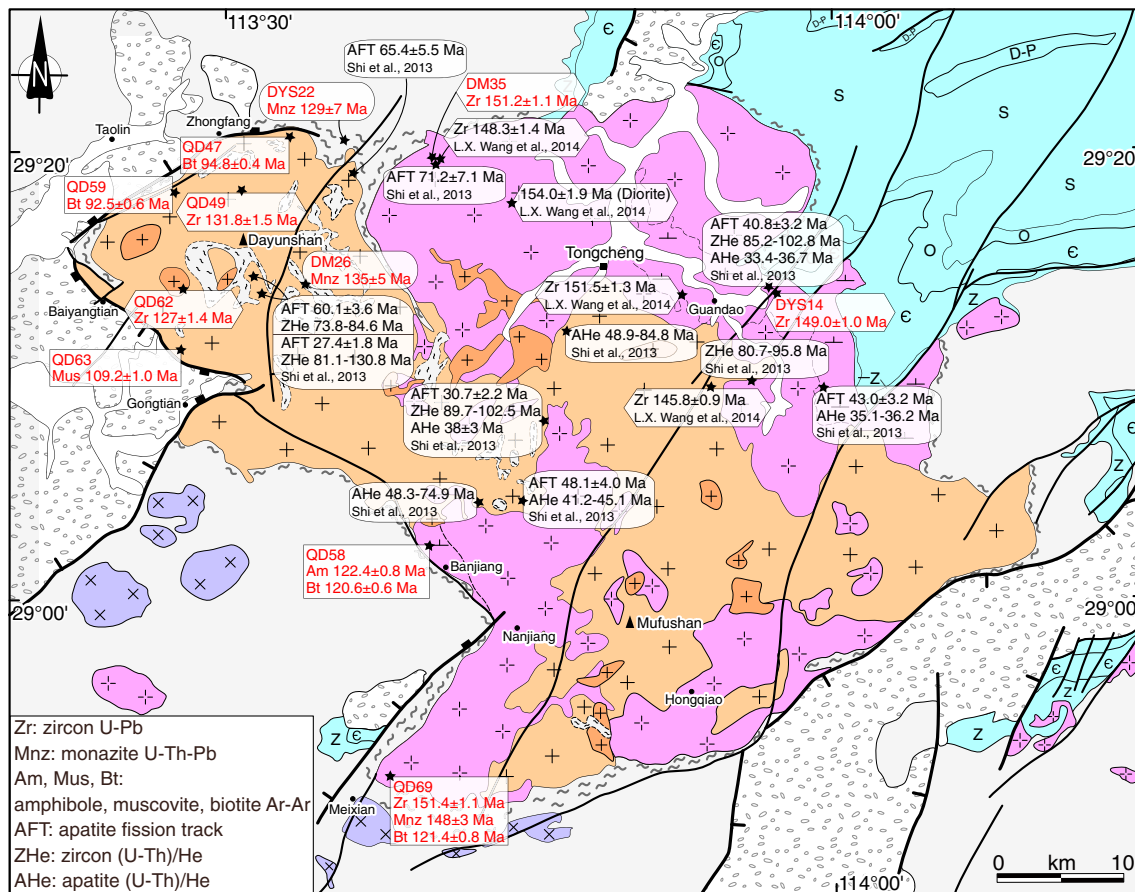 113°30'
114°00'
Є
D-P
D-P
Є
O
S
S
S
O
O
Є
Z
Є
Z
N
AFT 65.4±5.5 Ma
Shi et al., 2013
DYS22
Mnz 129±7 Ma
DM35
Zr 151.2±1.1 Ma
Zhongfang
Taolin
29°20'
29°20'
QD47
Bt 94.8±0.4 Ma
Zr 148.3±1.4 Ma
L.X. Wang et al., 2014
QD59
Bt 92.5±0.6 Ma
AFT 71.2±7.1 Ma
Shi et al., 2013
QD49
Zr 131.8±1.5 Ma
154.0±1.9 Ma (Diorite)
L.X. Wang et al., 2014
AFT 40.8±3.2 Ma
ZHe 85.2-102.8 Ma
AHe 33.4-36.7 Ma
Shi et al., 2013
Dayunshan
Tongcheng
DM26
Mnz 135±5 Ma
Zr 151.5±1.3 Ma
L.X. Wang et al., 2014
Guandao
DYS14
Zr 149.0±1.0 Ma
QD62
Zr 127±1.4 Ma
Baiyangtian
AFT 60.1±3.6 Ma
ZHe 73.8-84.6 Ma
AFT 27.4±1.8 Ma
ZHe 81.1-130.8 Ma
Shi et al., 2013
AHe 48.9-84.8 Ma
Shi et al., 2013
ZHe 80.7-95.8 Ma
Shi et al., 2013
QD63
Mus 109.2±1.0 Ma
Gongtian
AFT 30.7±2.2 Ma
ZHe 89.7-102.5 Ma
AHe 38±3 Ma
Shi et al., 2013
Zr 145.8±0.9 Ma
L.X. Wang et al., 2014
AFT 43.0±3.2 Ma
AHe 35.1-36.2 Ma
Shi et al., 2013
Є
Z
AHe 48.3-74.9 Ma
Shi et al., 2013
AFT 48.1±4.0 Ma
AHe 41.2-45.1 Ma
Shi et al., 2013
QD58
Am 122.4±0.8 Ma
Bt 120.6±0.6 Ma
Banjiang
29°00'
29°00'
Nanjiang
Mufushan
Hongqiao
Z
Є
Є
Є
Z
Z
QD69
Zr 151.4±1.1 Ma
Mnz 148±3 Ma
Bt 121.4±0.8 Ma
Meixian
Zr: zircon U-Pb
Mnz: monazite U-Th-Pb
Am, Mus, Bt:
amphibole, muscovite, biotite Ar-Ar
AFT: apatite fission track
ZHe: zircon (U-Th)/He
AHe: apatite (U-Th)/He
0 km 10
114°00'